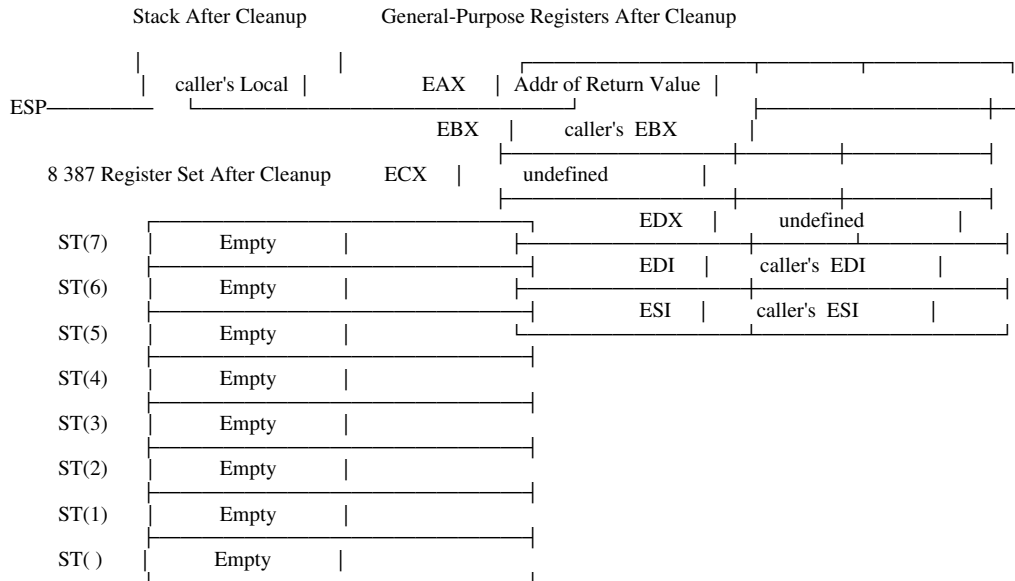 Stack After Cleanup General-Purpose Registers After Cleanup
caller's Local EAX Addr of Return Value
ESP
EBX caller's EBX
8 387 Register Set After Cleanup ECX undefined
EDX undefined
ST(7) Empty
EDI caller's EDI
ST(6) Empty
ESI caller's ESI
ST(5) Empty
ST(4) Empty
ST(3) Empty
ST(2) Empty
ST(1) Empty
ST( ) Empty